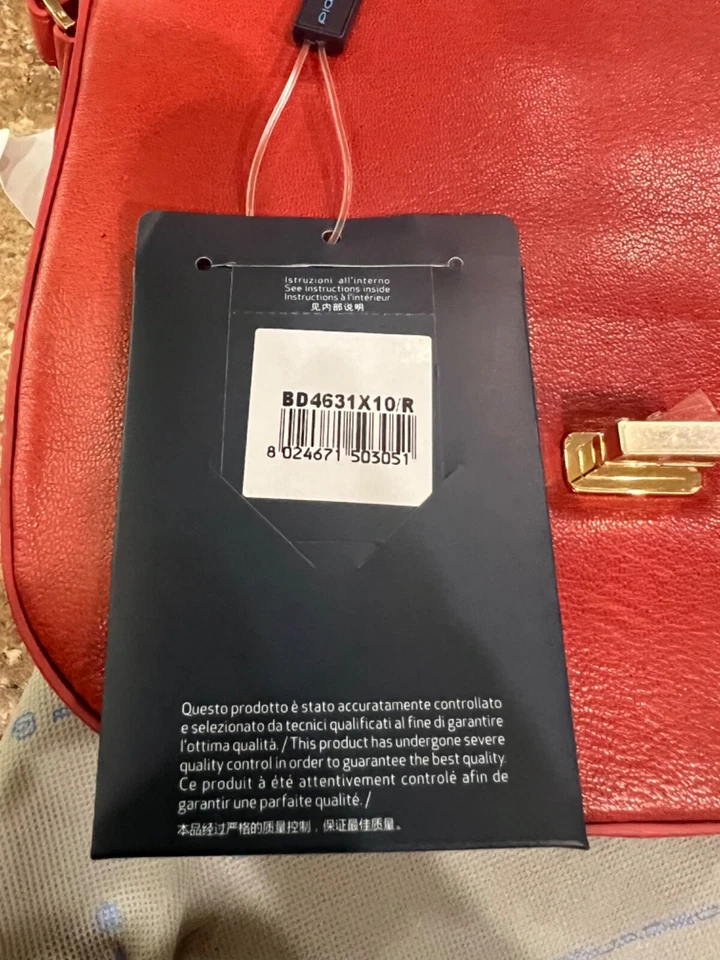 Istruzioni all'interno
See instructions inside
Instructions à l'intérieur
见内部说明
BD4631X10/R
8 024671 503051
Questo prodotto è stato accuratamente controllato
e selezionato da tecnici qualificati al fine di garantire
l'ottima qualità. / This product has undergone severe
quality control in order to guarantee the best quality.
Ce produit à été attentivement controlé afin de
garantir une parfaite qualité. /
本品经过严格的质量控制，保证最佳质量。